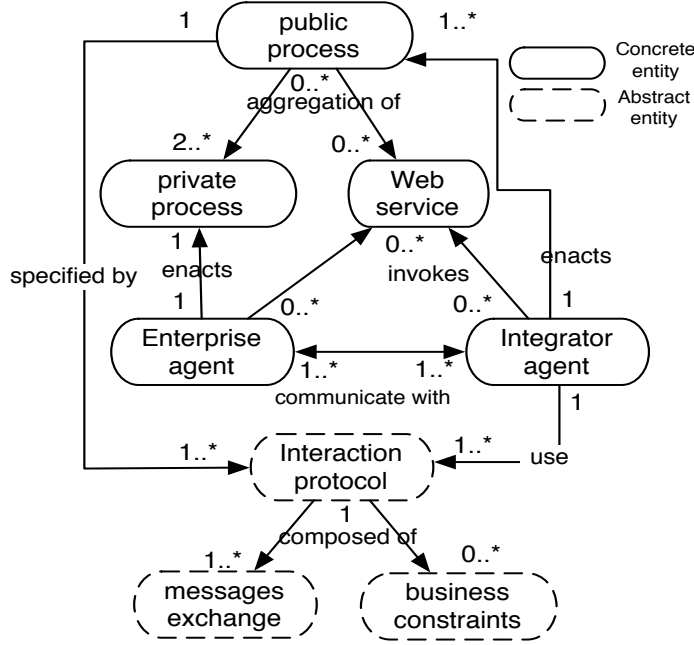 1
public
process
1..*
Concrete
entity
Abstract
entity
0..*
aggregation of
2..*
0..*
private
process
Web
service
1
0..*
specified by
enacts
invokes
enacts
1
0..*
0..*
1
Enterprise
agent
Integrator
agent
1..*
1..*
communicate with
1
1..*
Interaction
protocol
1..*
use
1
composed of
1..*
0..*
messages
exchange
business
constraints